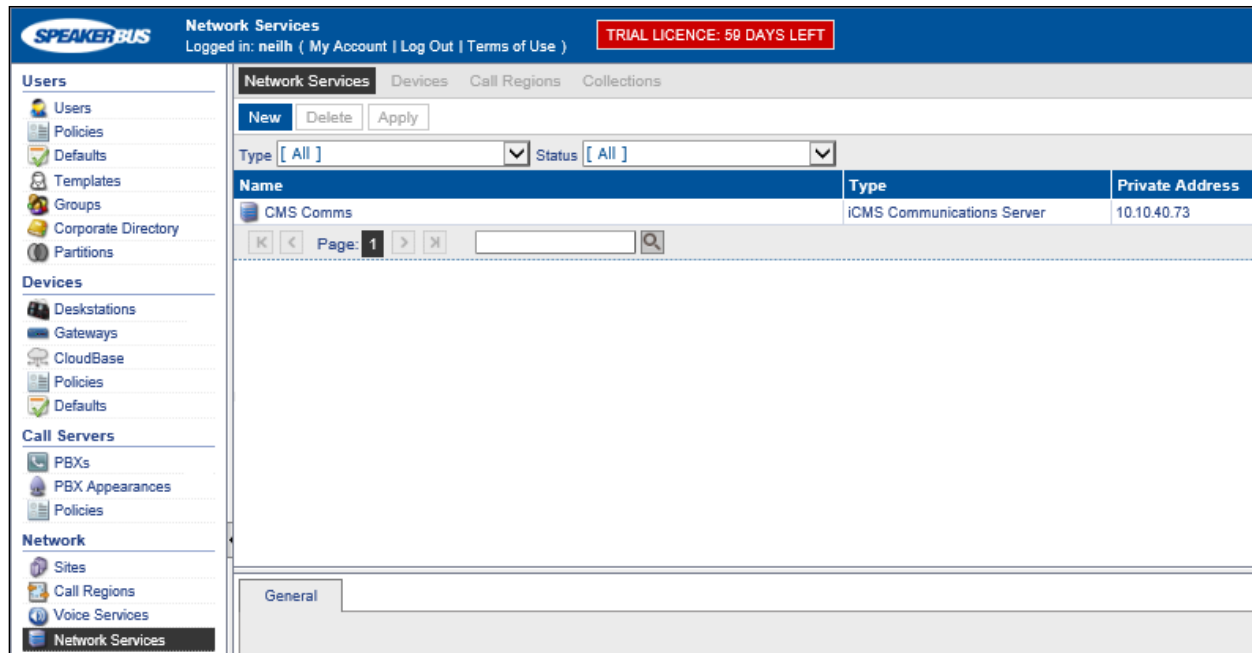 SPEAKERBUS
Network Services
Logged in: neilh ( My Account | Log Out | Terms of Use )
TRIAL LICENCE: 59 DAYS LEFT
Users
Users
Policies
Defaults
Templates
Groups
Corporate Directory
Partitions
Devices
Deskstations
Gateways
CloudBase
Policies
Defaults
Call Servers
PBXs
PBX Appearances
Policies
Network
Sites
Call Regions
Voice Services
Network Services
Network Services Devices Call Regions Collections
New Delete Apply
Type [ All ] Status [ All ]
Name Type Private Address
CMS Comms iCMS Communications Server 10.10.40.73
Page: 1
General